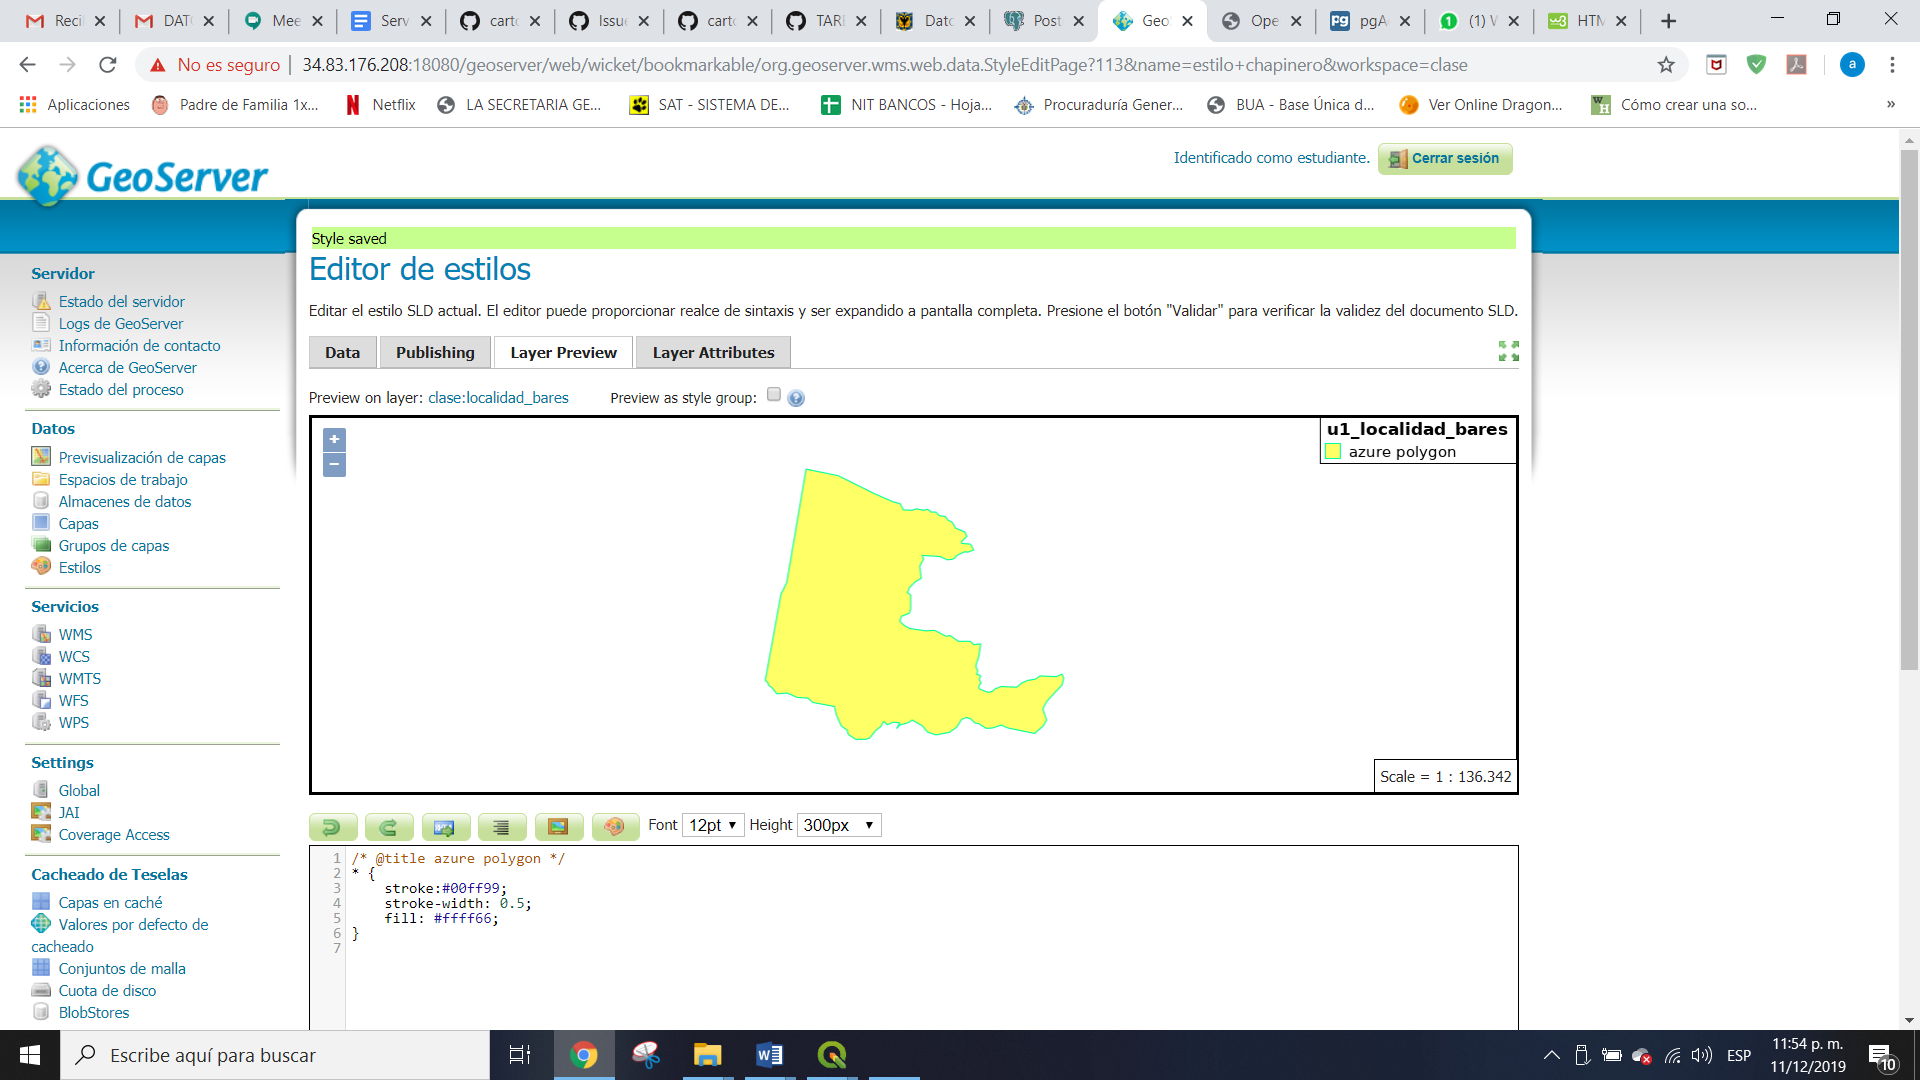 Recil
DATO
Mee
Serv
carto
Issue
carto
TARE
Dato
Post
Geo
Ope
pgA
(1) W
HTM
No es seguro
34.83.176.208:18080/geoserver/web/wicket/bookmarkable/org.geoserver.wms.web.data.StyleEditPage?113&name=estilo+chapinero&workspace=clase
a
Aplicaciones
Padre de Familia 1x...
Netflix
LA SECRETARIA GE...
SAT - SISTEMA DE...
NIT BANCOS - Hoja...
Procuraduría Gener...
BUA - Base Única d...
Ver Online Dragon...
Cómo crear una so...
»
GeoServer
Identificado como estudiante.
Cerrar sesión
Style saved
Editor de estilos
Editar el estilo SLD actual. El editor puede proporcionar realce de sintaxis y ser expandido a pantalla completa. Presione el botón "Validar" para verificar la validez del documento SLD.
Data
Publishing
Layer Preview
Layer Attributes
Preview on layer: clase:localidad_bares
Preview as style group:
+
−
u1_localidad_bares
azure polygon
Scale = 1 : 136.342
Font 12pt
Height 300px
1 /* @title azure polygon */
2 * {
3 stroke:#00ff99;
4 stroke-width: 0.5;
5 fill: #ffff66;
6 }
7
Servidor
Estado del servidor
Logs de GeoServer
Información de contacto
Acerca de GeoServer
Estado del proceso
Datos
Previsualización de capas
Espacios de trabajo
Almacenes de datos
Capas
Grupos de capas
Estilos
Servicios
WMS
WCS
WMTS
WFS
WPS
Settings
Global
JAI
Coverage Access
Cacheado de Teselas
Capas en caché
Valores por defecto de
cacheado
Conjuntos de malla
Cuota de disco
BlobStores
Escribe aquí para buscar
ESP
11:54 p. m.
11/12/2019
10